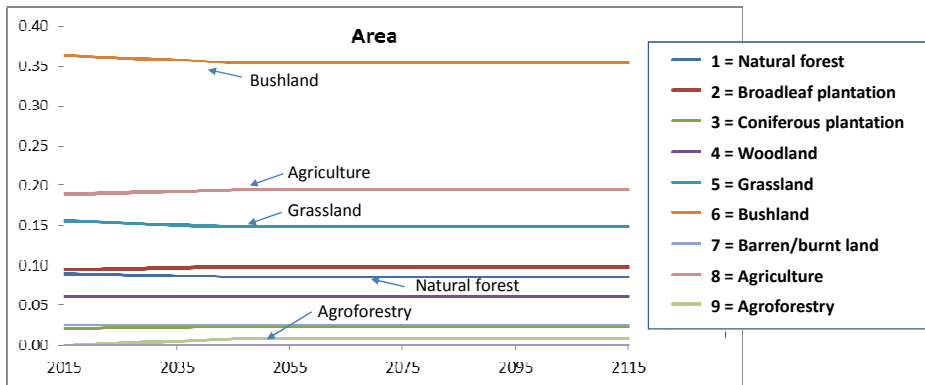 Area
0.40
0.35
0.30
0.25
0.20
0.15
0.10
0.05
0.00
Bushland
Agriculture
Grassland
Natural forest
Agroforestry
2015 2035 2055 2075 2095 2115
1 = Natural forest
2 = Broadleaf plantation
3 = Coniferous plantation
4 = Woodland
5 = Grassland
6 = Bushland
7 = Barren/burnt land
8 = Agriculture
9 = Agroforestry